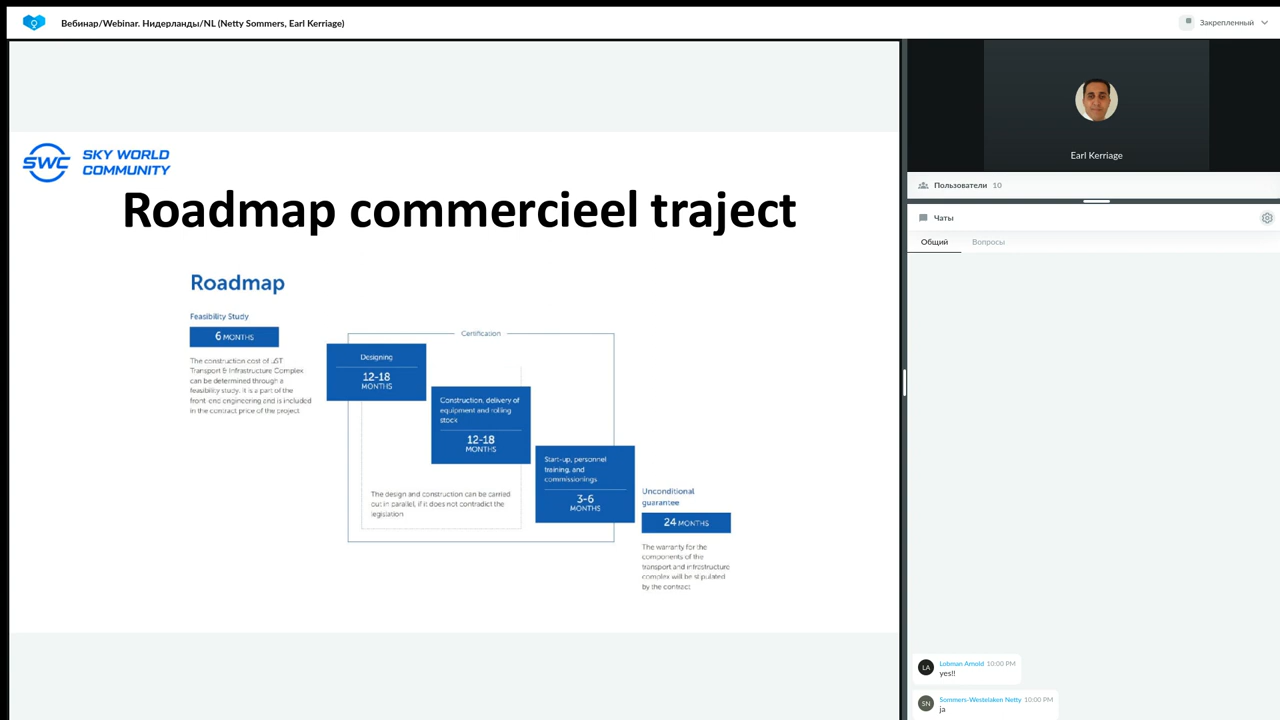 Вебинар/Webinar. Нидерланды/NL (Netty Sommers, Earl Kerriage)
Закрепленный
SWC
SKY WORLD
COMMUNITY
Roadmap commercieel traject
Roadmap
Feasibility Study
6 MONTHS
The construction cost of uST
Transport & Infrastructure Complex
can be determined through a
feasibility study. It is a part of the
front-end engineering and is included
in the contract price of the project
Certification
Designing
12-18
MONTHS
Construction, delivery of
equipment and rolling
stock
12-18
MONTHS
The design and construction can be carried
out in parallel, if it does not contradict the
legislation
Start-up, personnel
training, and
commissionings
3-6
MONTHS
Unconditional
guarantee
24 MONTHS
The warranty for the
components of the
transport and infrastructure
complex will be stipulated
by the contract
Earl Kerriage
Пользователи 10
Чаты
Общий Вопросы
LA Lobman Arnold 10:00 PM
yes!!
SN Sommers-Westelaken Netty 10:00 PM
ja